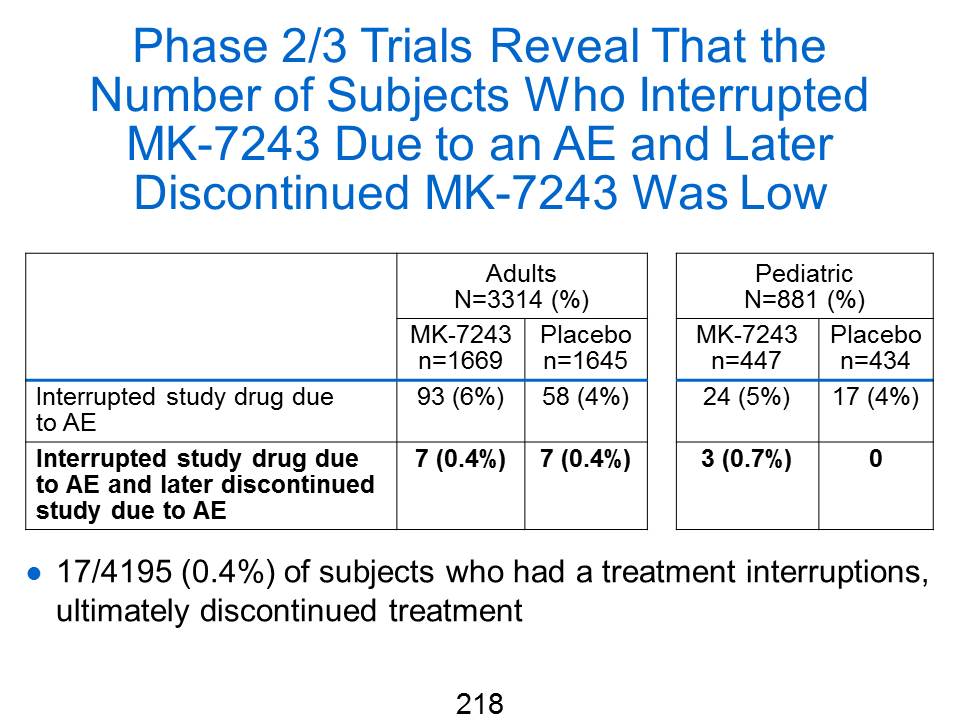 Phase 2/3 Trials Reveal That the
Number of Subjects Who Interrupted
MK-7243 Due to an AE and Later
Discontinued MK-7243 Was Low
Adults
N=3314 (%)
Pediatric
N=881 (%)
MK-7243
n=1669
Placebo
n=1645
MK-7243
n=447
Placebo
n=434
Interrupted study drug due
to AE
93 (6%)
58 (4%)
24 (5%)
17 (4%)
Interrupted study drug due
to AE and later discontinued
study due to AE
7 (0.4%)
7 (0.4%)
3 (0.7%)
0
● 17/4195 (0.4%) of subjects who had a treatment interruptions,
ultimately discontinued treatment
218